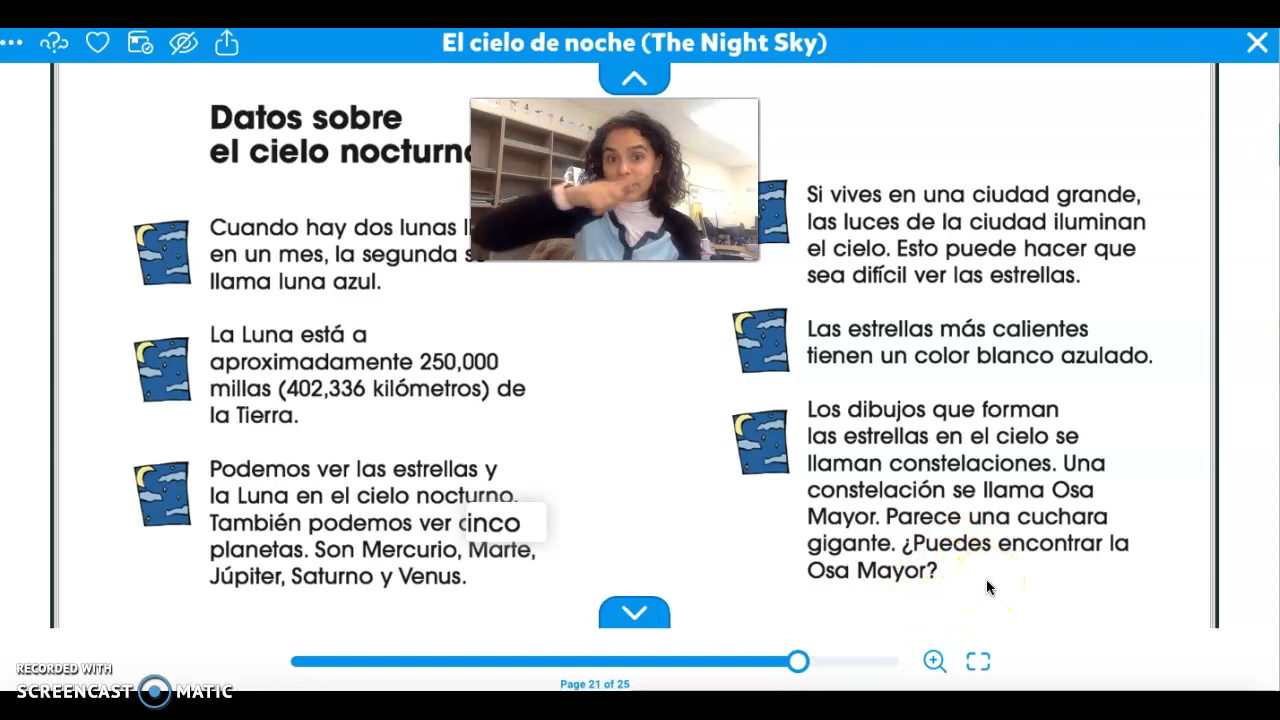 El cielo de noche (The Night Sky)
Datos sobre
el cielo nocturno
Cuando hay dos lunas
en un mes, la segunda
llama luna azul.
La Luna está a
aproximadamente 250,000
millas (402,336 kilómetros) de
la Tierra.
Podemos ver las estrellas y
la Luna en el cielo nocturno.
También podemos ver cinco
planetas. Son Mercurio, Marte,
Júpiter, Saturno y Venus.
Si vives en una ciudad grande,
las luces de la ciudad iluminan
el cielo. Esto puede hacer que
sea difícil ver las estrellas.
Las estrellas más calientes
tienen un color blanco azulado.
Los dibujos que forman
las estrellas en el cielo se
llaman constelaciones. Una
constelación se llama Osa
Mayor. Parece una cuchara
gigante. ¿Puedes encontrar la
Osa Mayor?
Page 21 of 25
RECORDED WITH
SCREENCAST MATIC